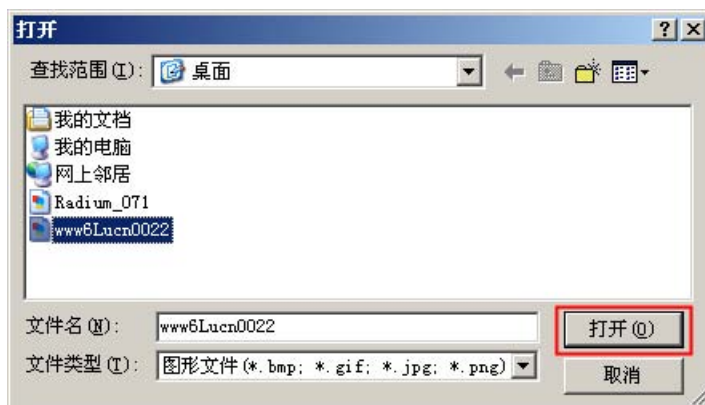 打开
查找范围(I): 桌面
我的文档
我的电脑
网上邻居
Radium_071
www6Lucn0022
文件名(N): www6Lucn0022 打开(O)
文件类型(T): 图形文件(*.bmp; *.gif; *.jpg; *.png) 取消